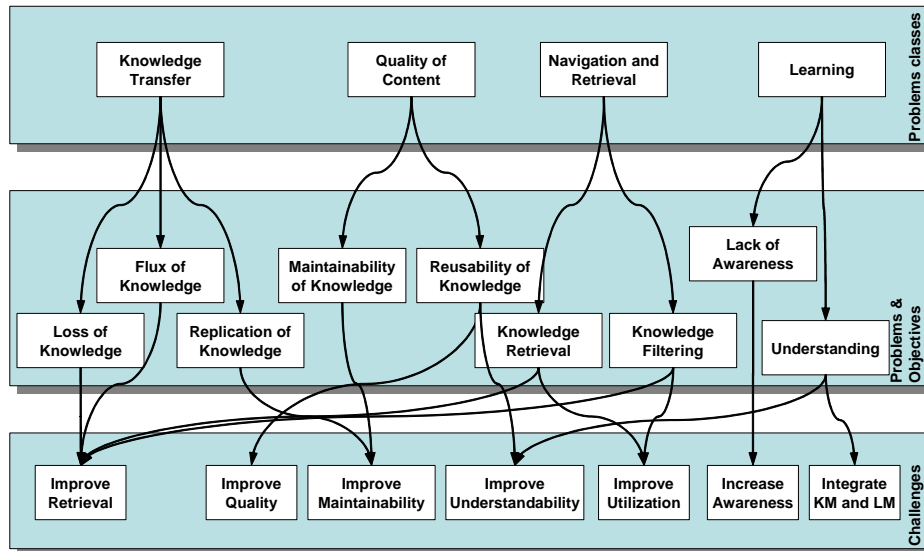 Knowledge
Transfer
Quality of
Content
Navigation and
Retrieval
Learning
Problems classes
Lack of
Awareness
Flux of
Knowledge
Maintainability
of Knowledge
Reusability of
Knowledge
Loss of
Knowledge
Replication of
Knowledge
Knowledge
Retrieval
Knowledge
Filtering
Understanding
Problems &
Objectives
Improve
Retrieval
Improve
Quality
Improve
Maintainability
Improve
Understandability
Improve
Utilization
Increase
Awareness
Integrate
KM and LM
Challenges